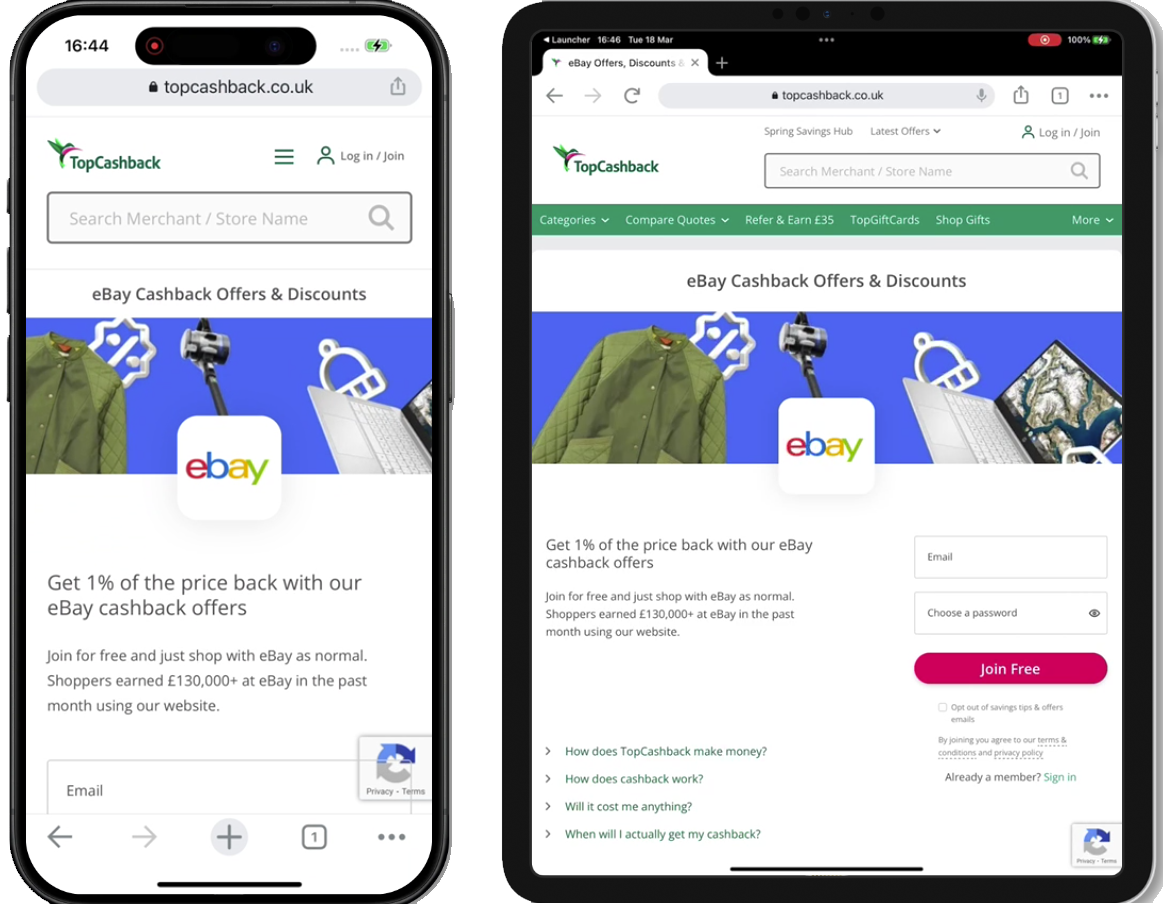 16:44
topcashback.co.uk
TopCashback
Log in / Join
Search Merchant / Store Name
eBay Cashback Offers & Discounts
ebay
Get 1% of the price back with our
eBay cashback offers
Join for free and just shop with eBay as normal.
Shoppers earned £130,000+ at eBay in the past
month using our website.
Email
Privacy - Terms
1
Launcher 16:46 Tue 18 Mar
100%
eBay Offers, Discounts &
topcashback.co.uk
1
Spring Savings Hub Latest Offers
Log in / Join
TopCashback
Search Merchant / Store Name
Categories Compare Quotes Refer & Earn £35 TopGiftCards Shop Gifts More
eBay Cashback Offers & Discounts
ebay
Get 1% of the price back with our eBay
cashback offers
Join for free and just shop with eBay as normal.
Shoppers earned £130,000+ at eBay in the past
month using our website.
Email
Choose a password
Join Free
Opt out of savings tips & offers
emails
By joining you agree to our terms &
conditions and privacy policy
Already a member? Sign in
How does TopCashback make money?
How does cashback work?
Will it cost me anything?
When will I actually get my cashback?
Privacy - Terms